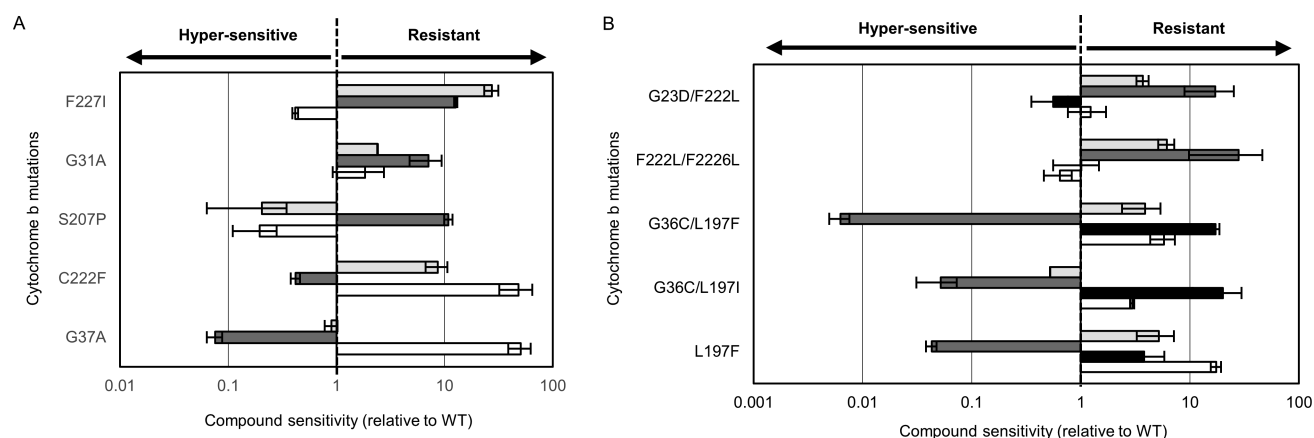 A
Hyper-sensitive
Resistant
Cytochrome b mutations
F227I
G31A
S207P
C222F
G37A
0.01
0.1
1
10
100
Compound sensitivity (relative to WT)
B
Hyper-sensitive
Resistant
Cytochrome b mutations
G23D/F222L
F222L/F2226L
G36C/L197F
G36C/L197I
L197F
0.001
0.01
0.1
1
10
100
Compound sensitivity (relative to WT)